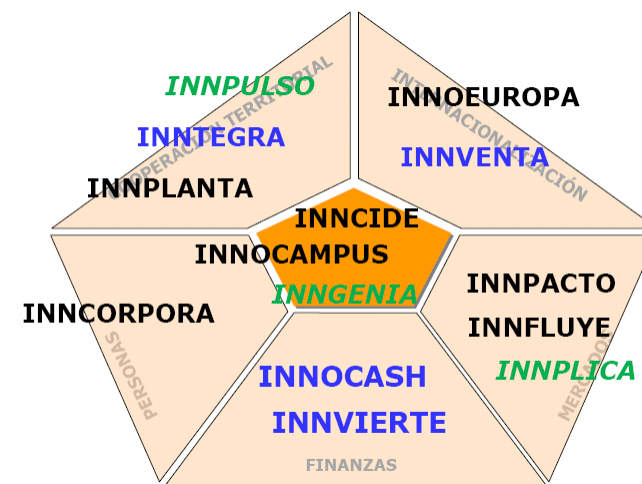 INNPULSO
COOPERACIÓN TERRITORIAL
INNTEGRA
INNPLANTA
INTERNACIONALIZACIÓN
INNOEUROPA
INNVENTA
INNCIDE
INNOCAMPUS
INNGENIA
INNCORPORA
PERSONAS
INNPACTO
INNFLUYE
INNPLICA
MERCADOS
INNOCASH
INNVIERTE
FINANZAS